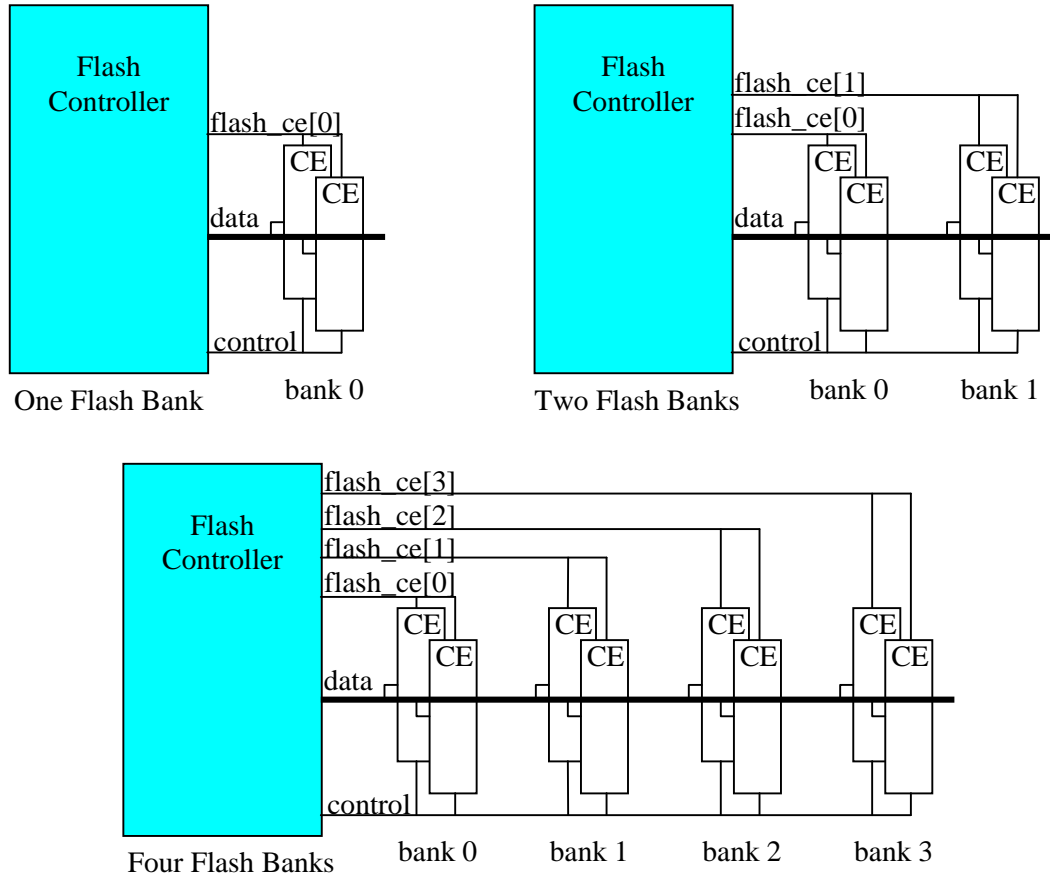 Flash
Controller
flash_ce[0]
CE
CE
data
control
One Flash Bank
bank 0
Flash
Controller
flash_ce[1]
flash_ce[0]
CE
CE
CE
CE
data
control
Two Flash Banks
bank 0
bank 1
Flash
Controller
flash_ce[3]
flash_ce[2]
flash_ce[1]
flash_ce[0]
CE
CE
CE
CE
CE
CE
CE
CE
data
control
Four Flash Banks
bank 0
bank 1
bank 2
bank 3